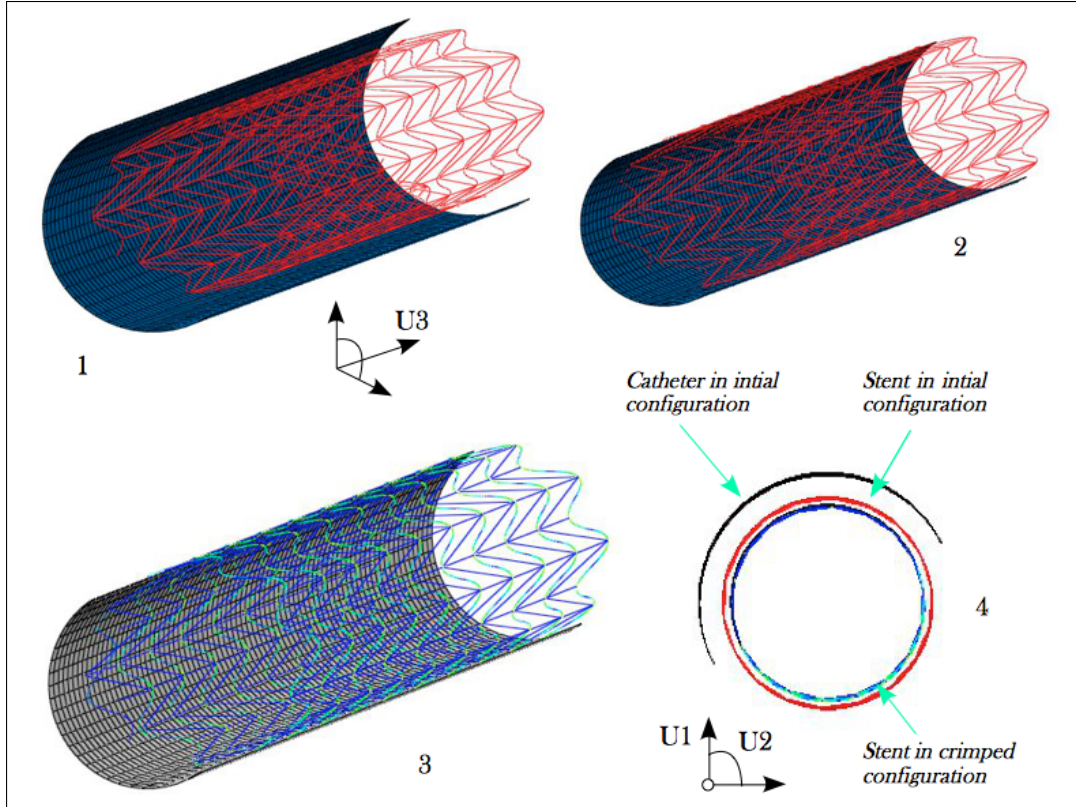 1
U3
2
Catheter in intial
configuration
Stent in intial
configuration
3
4
U1
U2
Stent in crimped
configuration